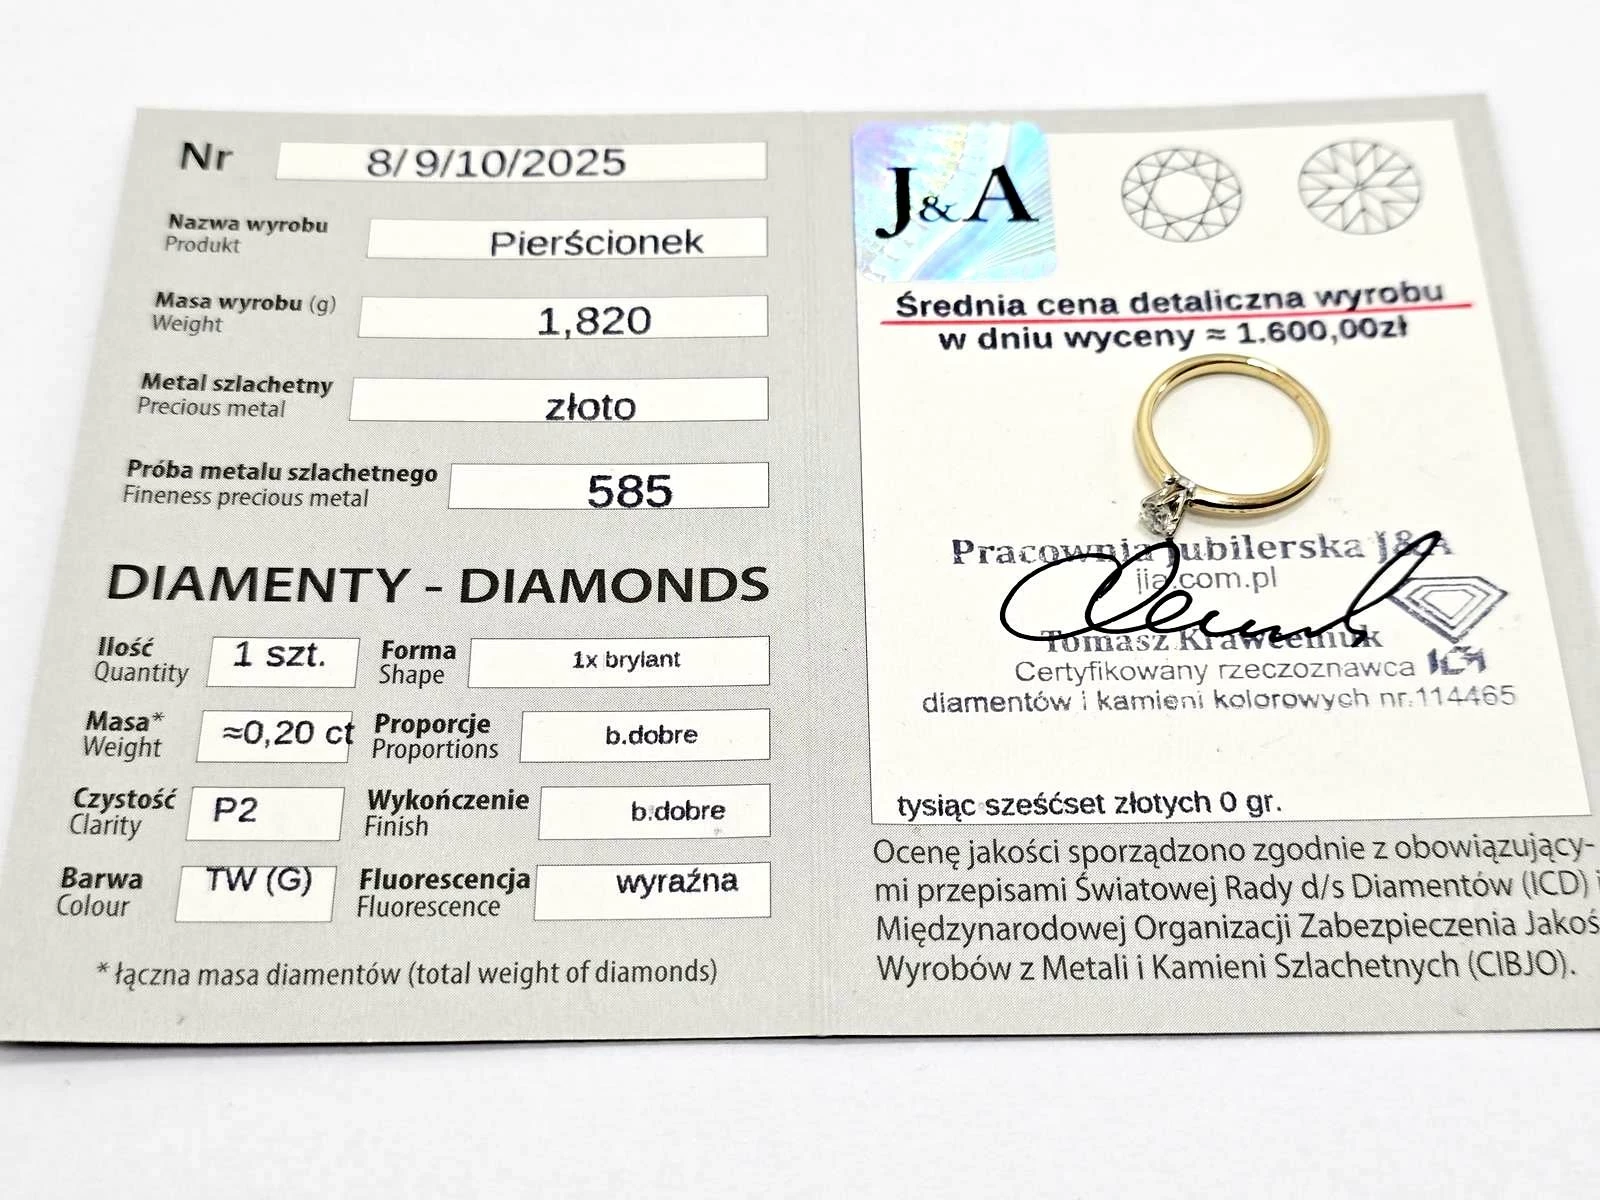 Nr 8/9/10/2025
Nazwa wyrobu
Produkt
Pierścionek
Masa wyrobu (g)
Weight
1,820
Metal szlachetny
Precious metal
złoto
Próba metalu szlachetnego
Fineness precious metal
585
DIAMENTY - DIAMONDS
Ilość
Quantity
1 szt.
Forma
Shape
1x brylant
Masa*
Weight
≈0,20 ct
Proporcje
Proportions
b.dobre
Czystość
Clarity
P2
Wykończenie
Finish
b.dobre
Barwa
Colour
TW (G)
Fluorescencja
Fluorescence
wyraźna
* łączna masa diamentów (total weight of diamonds)
J&A
Średnia cena detaliczna wyrobu
w dniu wyceny ≈ 1.600,00zł
Pracownia Jubilerska J&A
jia.com.pl
Tomasz Krawczeniuk
Certyfikowany rzeczoznawca
diamentów i kamieni kolorowych nr.114465
tysiąc sześćset złotych 0 gr.
Ocenę jakości sporządzono zgodnie z obowiązujący-
mi przepisami Światowej Rady d/s Diamentów (ICD) i
Międzynarodowej Organizacji Zabezpieczenia Jakoś
Wyrobów z Metali i Kamieni Szlachetnych (CIBJO).